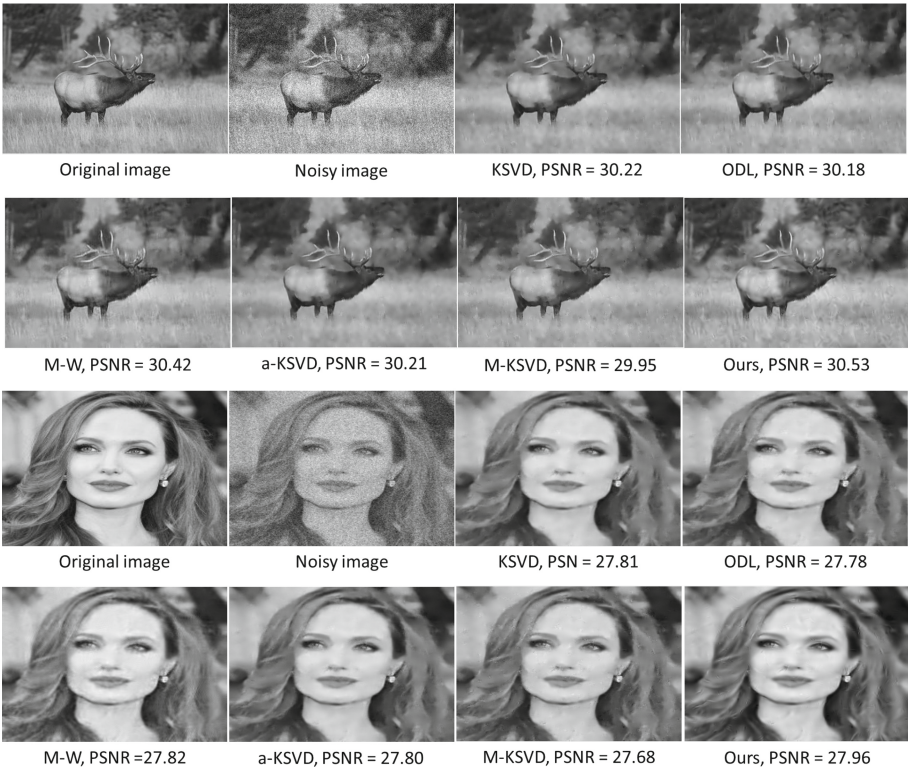 Original image
Noisy image
KSVD, PSNR = 30.22
ODL, PSNR = 30.18
M-W, PSNR = 30.42
a-KSVD, PSNR = 30.21
M-KSVD, PSNR = 29.95
Ours, PSNR = 30.53
Original image
Noisy image
KSVD, PSN = 27.81
ODL, PSNR = 27.78
M-W, PSNR =27.82
a-KSVD, PSNR = 27.80
M-KSVD, PSNR = 27.68
Ours, PSNR = 27.96